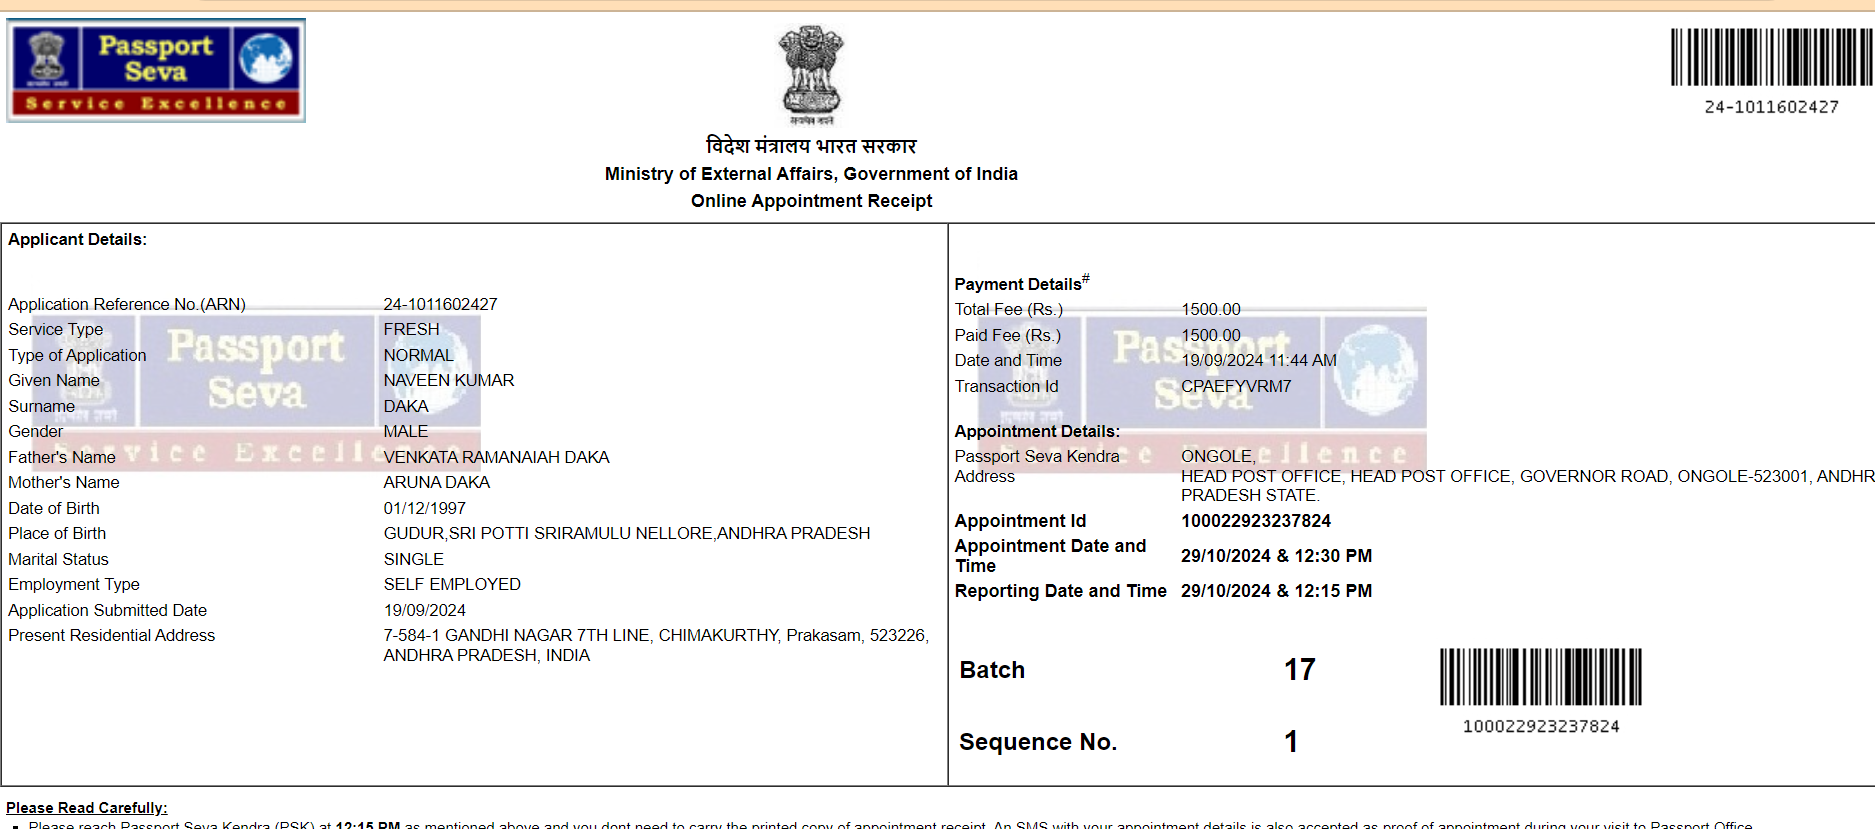 Passport
Seva
Service Excellence
सत्यमेव जयते
24-1011602427
विदेश मंत्रालय भारत सरकार
Ministry of External Affairs, Government of India
Online Appointment Receipt
Applicant Details:
Application Reference No.(ARN) 24-1011602427
Service Type FRESH
Type of Application NORMAL
Given Name NAVEEN KUMAR
Surname DAKA
Gender MALE
Father's Name VENKATA RAMANAIAH DAKA
Mother's Name ARUNA DAKA
Date of Birth 01/12/1997
Place of Birth GUDUR,SRI POTTI SRIRAMULU NELLORE,ANDHRA PRADESH
Marital Status SINGLE
Employment Type SELF EMPLOYED
Application Submitted Date 19/09/2024
Present Residential Address 7-584-1 GANDHI NAGAR 7TH LINE, CHIMAKURTHY, Prakasam, 523226,
ANDHRA PRADESH, INDIA
Passport
Seva
Service Excellence
Payment Details#
Total Fee (Rs.) 1500.00
Paid Fee (Rs.) 1500.00
Date and Time 19/09/2024 11:44 AM
Transaction Id CPAEFYVRM7
Appointment Details:
Passport Seva Kendra ONGOLE,
Address HEAD POST OFFICE, HEAD POST OFFICE, GOVERNOR ROAD, ONGOLE-523001, ANDHR
PRADESH STATE.
Appointment Id 100022923237824
Appointment Date and
Time 29/10/2024 & 12:30 PM
Reporting Date and Time 29/10/2024 & 12:15 PM
Passport
Seva
Service Excellence
Batch 17
Sequence No. 1
100022923237824
Please Read Carefully:
Please reach Passport Seva Kendra (PSK) at 12:15 PM as mentioned above and you dont need to carry the printed copy of appointment receipt. An SMS with your appointment details is also accepted as proof of appointment during your visit to Passport Office.